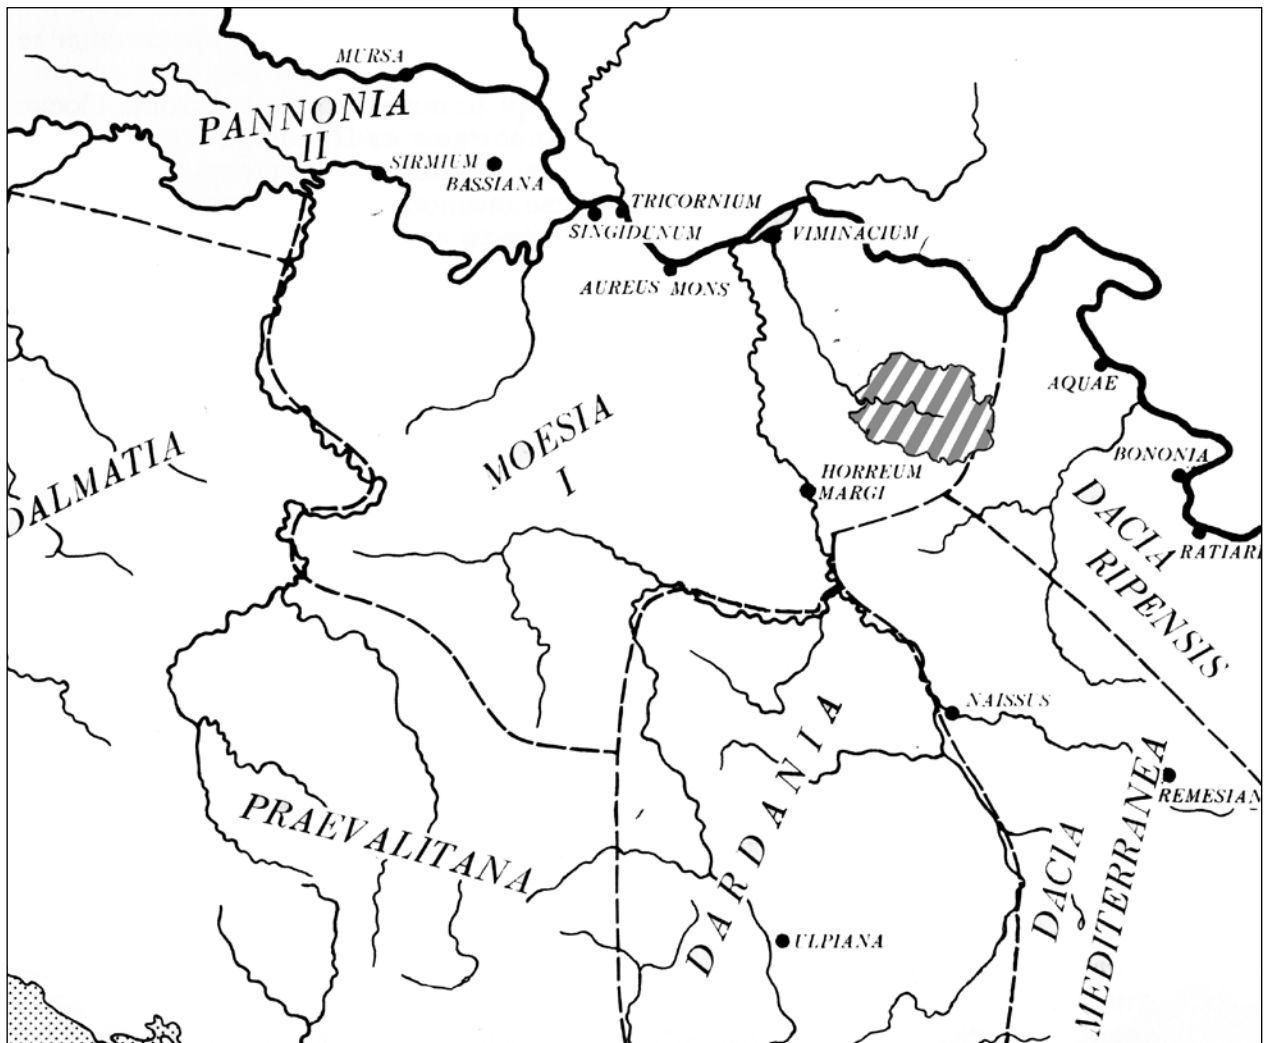 MURSA
PANNONIA
II
SIRMIUM
BASSIANA
TRICORNIUM
SINGIDUNUM
VIMINACIUM
AUREUS MONS
AQUAE
MOESIA
I
BONONIA
DALMATIA
HORREUM
MARGI
DACIA
RIPENSIS
RATIARI
NAISSUS
DARDANIA
REMESIAN
PRAEVALITANA
DACIA
MEDITERRANEA
ULPIANA